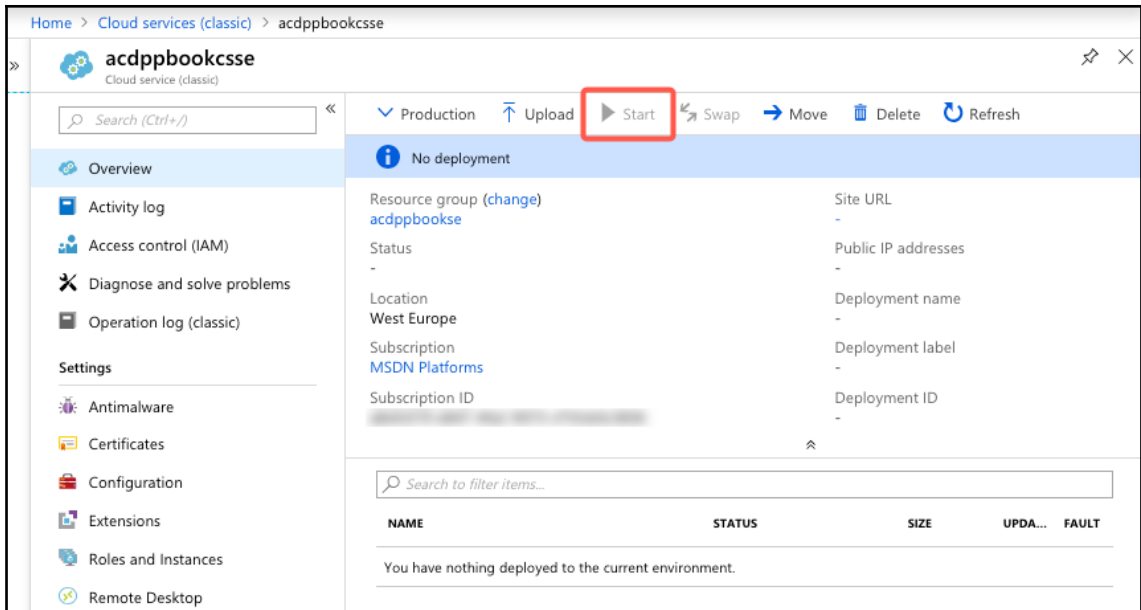 Home > Cloud services (classic) > acdppbookcsse
»
acdppbookcsse
Cloud service (classic)
Search (Ctrl+/)
«
Production Upload Start Swap Move Delete Refresh
No deployment
Overview
Activity log
Access control (IAM)
Diagnose and solve problems
Operation log (classic)
Settings
Antimalware
Certificates
Configuration
Extensions
Roles and Instances
Remote Desktop
Resource group (change)
acdppbookse
Status
-
Location
West Europe
Subscription
MSDN Platforms
Subscription ID
Site URL
-
Public IP addresses
-
Deployment name
-
Deployment label
-
Deployment ID
-
Search to filter items...
NAME STATUS SIZE UPDA... FAULT
You have nothing deployed to the current environment.